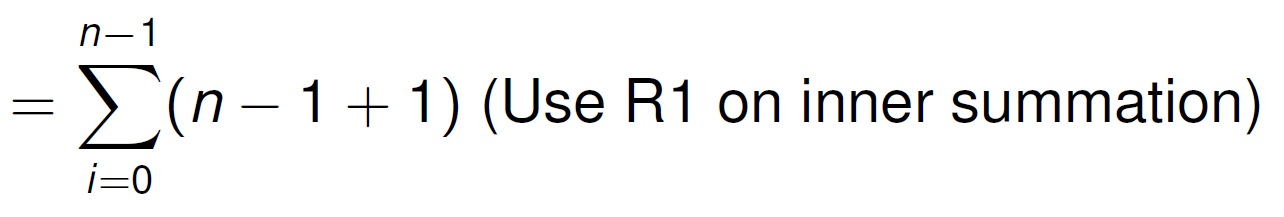 n−1
= ∑(n − 1 + 1) (Use R1 on inner summation)
i=0